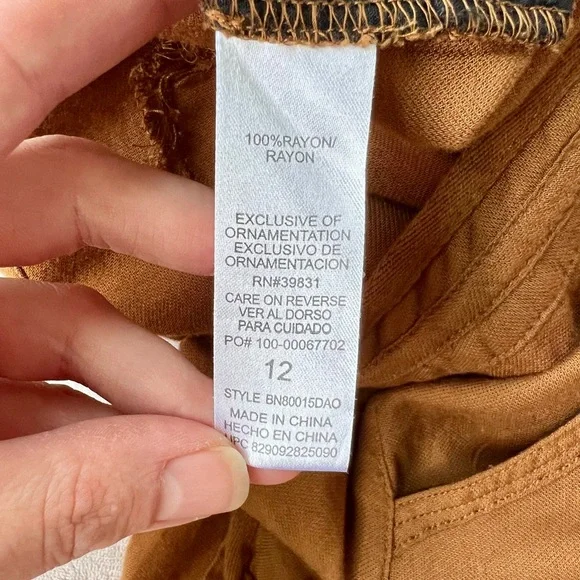 100%RAYON/
RAYON
EXCLUSIVE OF
ORNAMENTATION
EXCLUSIVO DE
ORNAMENTACION
RN#39831
CARE ON REVERSE
VER AL DORSO
PARA CUIDADO
PO# 100-00067702
12
STYLE BN80015DAO
MADE IN CHINA
HECHO EN CHINA
UPC 829092825090